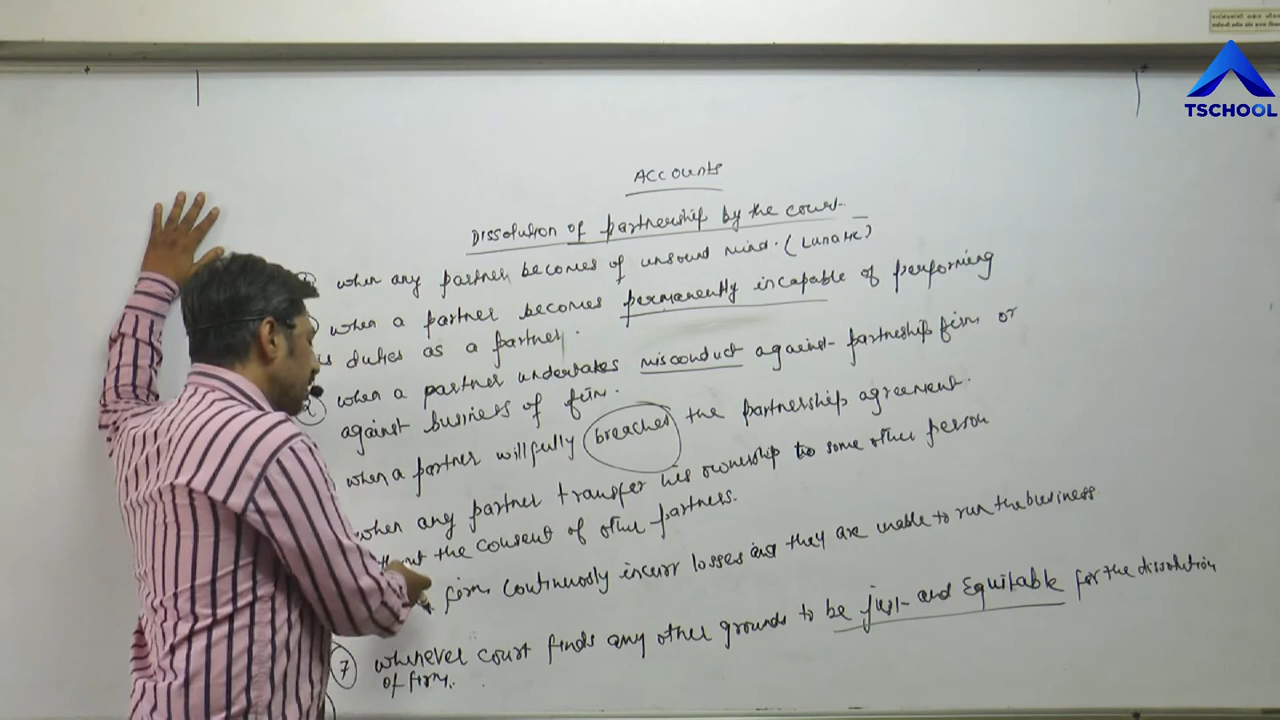 TSCHOOL
Accounts
Dissolution of partnership by the court.
when any partner becomes of unsound mind. (Lunatic)
when a partner becomes permanently incapable of performing
duties as a partner.
when a partner undertakes misconduct against partnership firm or
against business of firm.
when a partner willfully breaches the partnership agreement.
when any partner transfer his ownership to some other person
the consent of other partners.
firm continuously incurr losses and they are unable to run the business
7 whenever court finds any other grounds to be just and Equitable for the dissolution
of firm.